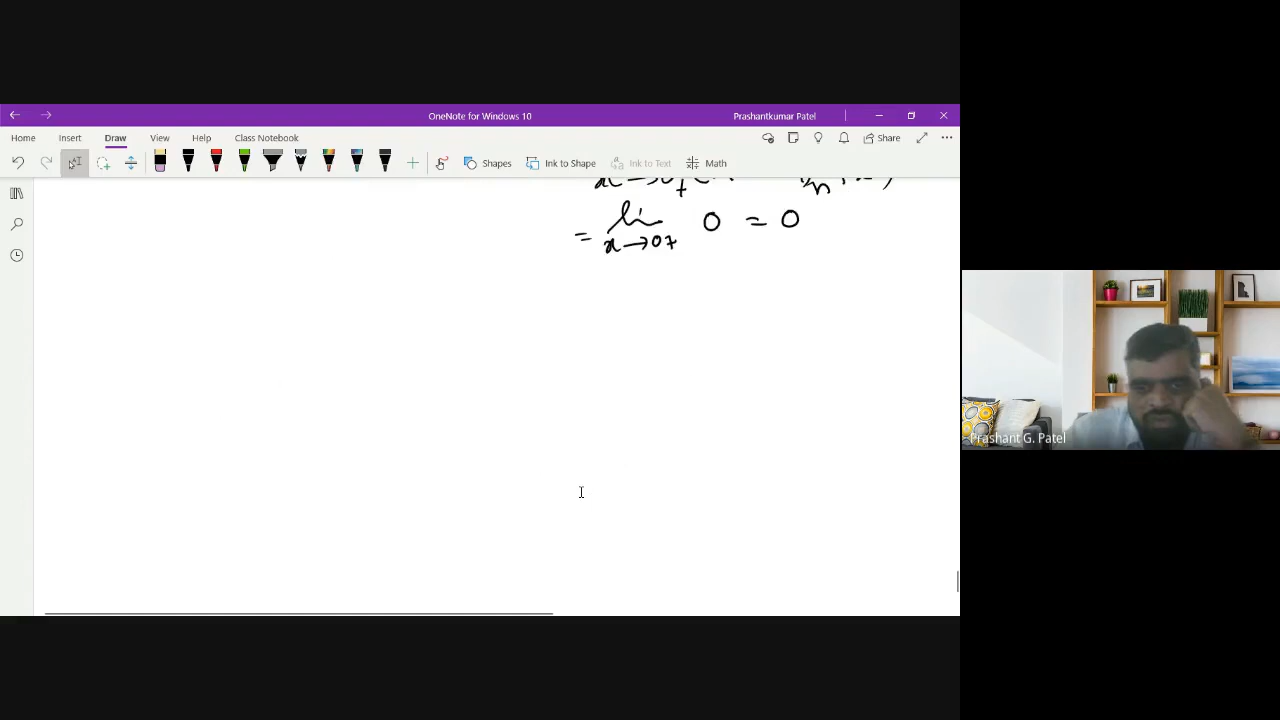 OneNote for Windows 10
Prashantkumar Patel
Home Insert Draw View Help Class Notebook
Share
Shapes Ink to Shape Ink to Text Math
x→0+
= lim 0 = 0
x→0+
Prashant G. Patel